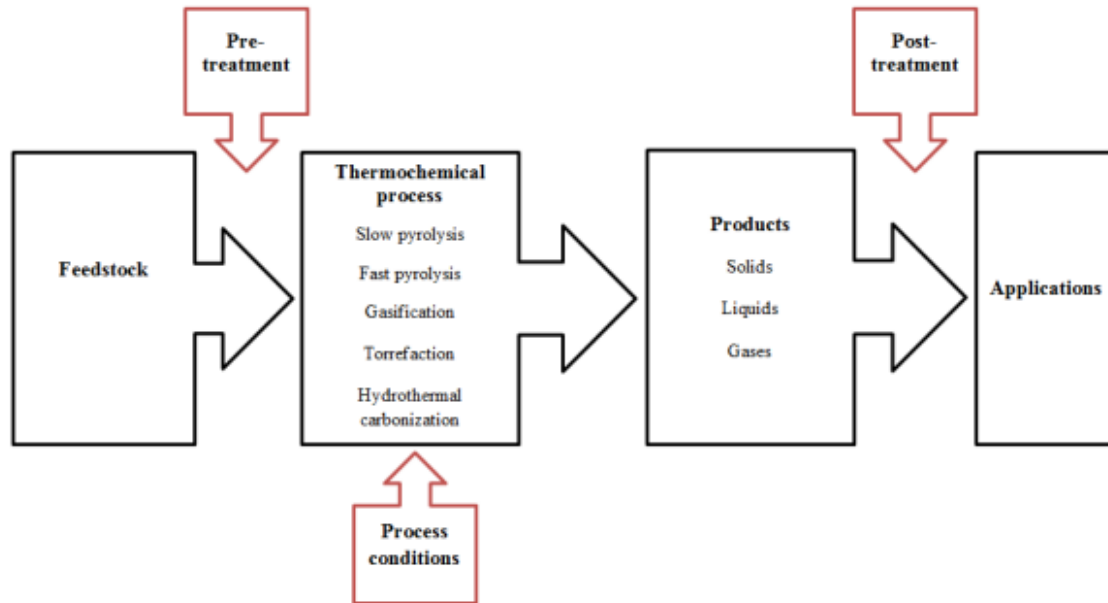 Pre-
treatment
Post-
treatment
Feedstock
Thermochemical
process
Slow pyrolysis
Fast pyrolysis
Gasification
Torrefaction
Hydrothermal
carbonization
Products
Solids
Liquids
Gases
Applications
Process
conditions